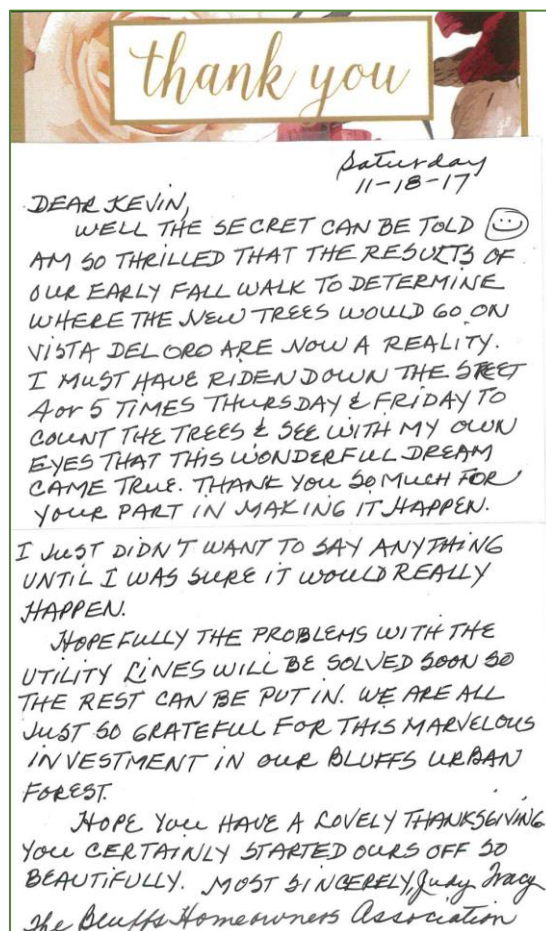 thank you
Saturday
11-18-17
DEAR KEVIN,
WELL THE SECRET CAN BE TOLD
AM SO THRILLED THAT THE RESULTS OF
OUR EARLY FALL WALK TO DETERMINE
WHERE THE NEW TREES WOULD GO ON
VISTA DEL ORO ARE NOW A REALITY.
I MUST HAVE RIDEN DOWN THE STEET
4 or 5 TIMES THURSDAY & FRIDAY TO
COUNT THE TREES & SEE WITH MY OWN
EYES THAT THIS WONDERFUL DREAM
CAME TRUE. THANK YOU SO MUCH FOR
YOUR PART IN MAKING IT HAPPEN.
I JUST DIDN'T WANT TO SAY ANYTHING
UNTIL I WAS SURE IT WOULD REALLY
HAPPEN.
HOPEFULLY THE PROBLEMS WITH THE
UTILITY LINES WILL BE SOLVED SOON SO
THE REST CAN BE PUT IN. WE ARE ALL
JUST SO GRATEFUL FOR THIS MARVELOUS
INVESTMENT IN OUR BLUFFS URBAN
FOREST.
HOPE YOU HAVE A LOVELY THANKSGIVING
YOU CERTAINLY STARTED OURS OFF SO
BEAUTIFULLY. MOST SINCERELY, Judy Tracy
The Bluffs Homeowners Association